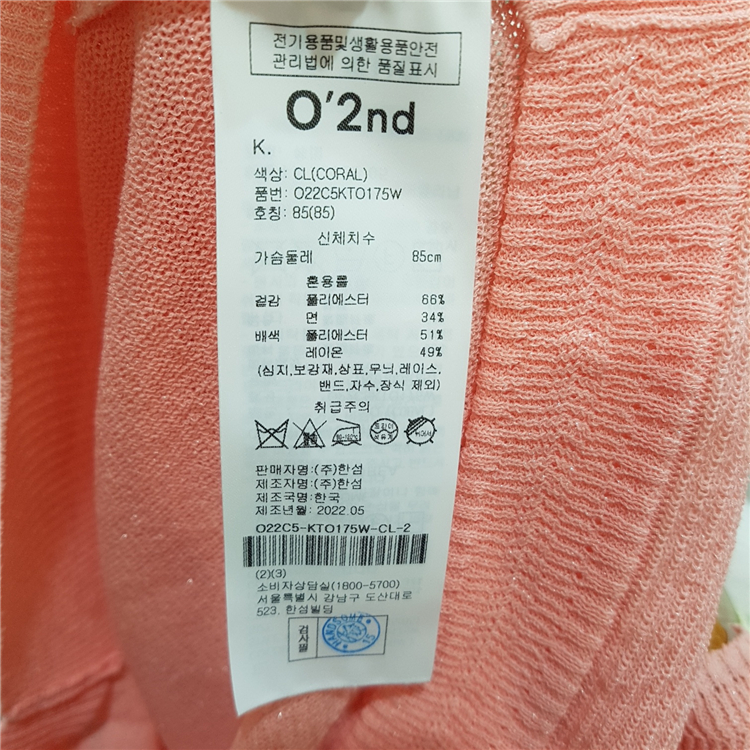 전기용품및생활용품안전
관리법에 의한 품질표시
O'2nd
K.
색상: CL(CORAL)
품번: O22C5KTO175W
호칭: 85(85)
신체치수
가슴둘레 85cm
혼용률
겉감 폴리에스터 66%
면 34%
배색 폴리에스터 51%
레이온 49%
(심지,보강재,상표,무늬,레이스,
밴드,자수,장식 제외)
취급주의
드라이
판매자명:(주)한섬
제조자명:(주)한섬
제조국명:한국
제조년월: 2022.05
O22C5-KTO175W-CL-2
(2)(3)
소비자상담실(1800-5700)
서울특별시 강남구 도산대로
523. 한섬빌딩
검사필